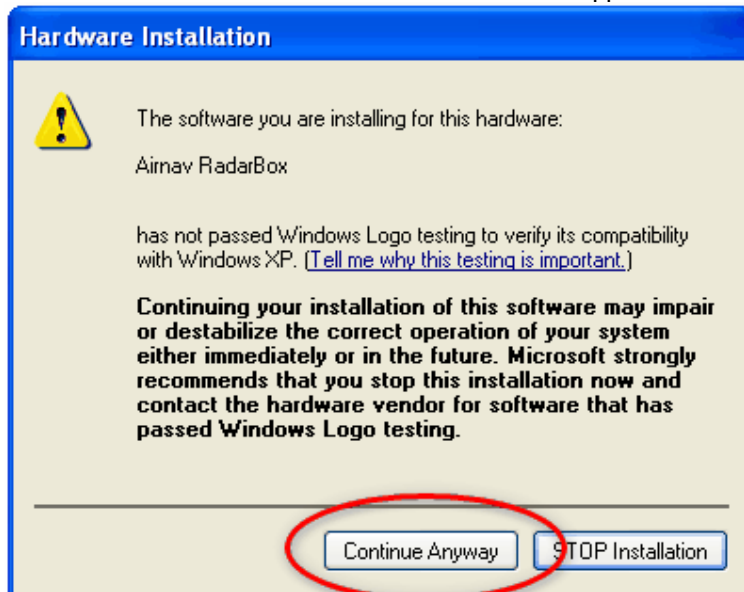 Hardware Installation
The software you are installing for this hardware:
Airnav RadarBox
has not passed Windows Logo testing to verify its compatibility
with Windows XP. (Tell me why this testing is important.)
Continuing your installation of this software may impair
or destabilize the correct operation of your system
either immediately or in the future. Microsoft strongly
recommends that you stop this installation now and
contact the hardware vendor for software that has
passed Windows Logo testing.
Continue Anyway
STOP Installation